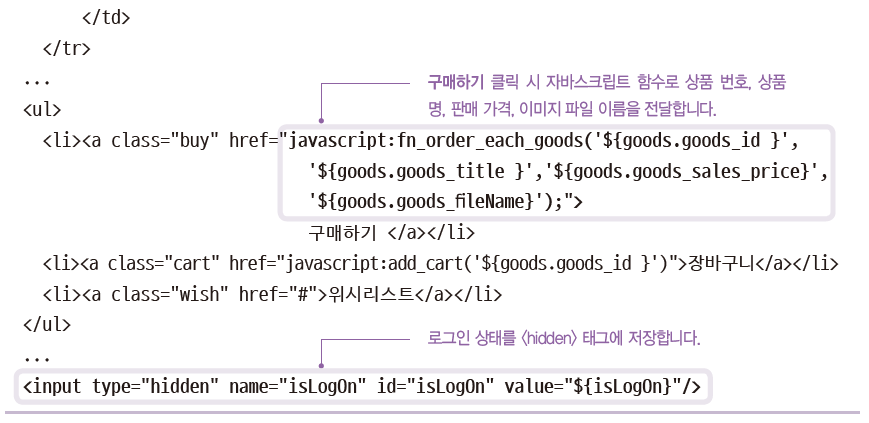 </td>
</tr>
...
구매하기 클릭 시 자바스크립트 함수로 상품 번호, 상품
명, 판매 가격, 이미지 파일 이름을 전달합니다.
<ul>
<li><a class="buy" href="javascript:fn_order_each_goods('${goods.goods_id }',
'${goods.goods_title }','${goods.goods_sales_price}',
'${goods.goods_fileName}');">
구매하기 </a></li>
<li><a class="cart" href="javascript:add_cart('${goods.goods_id }')">장바구니</a></li>
<li><a class="wish" href="#">위시리스트</a></li>
</ul>
로그인 상태를 <hidden> 태그에 저장합니다.
...
<input type="hidden" name="isLogOn" id="isLogOn" value="${isLogOn}"/>